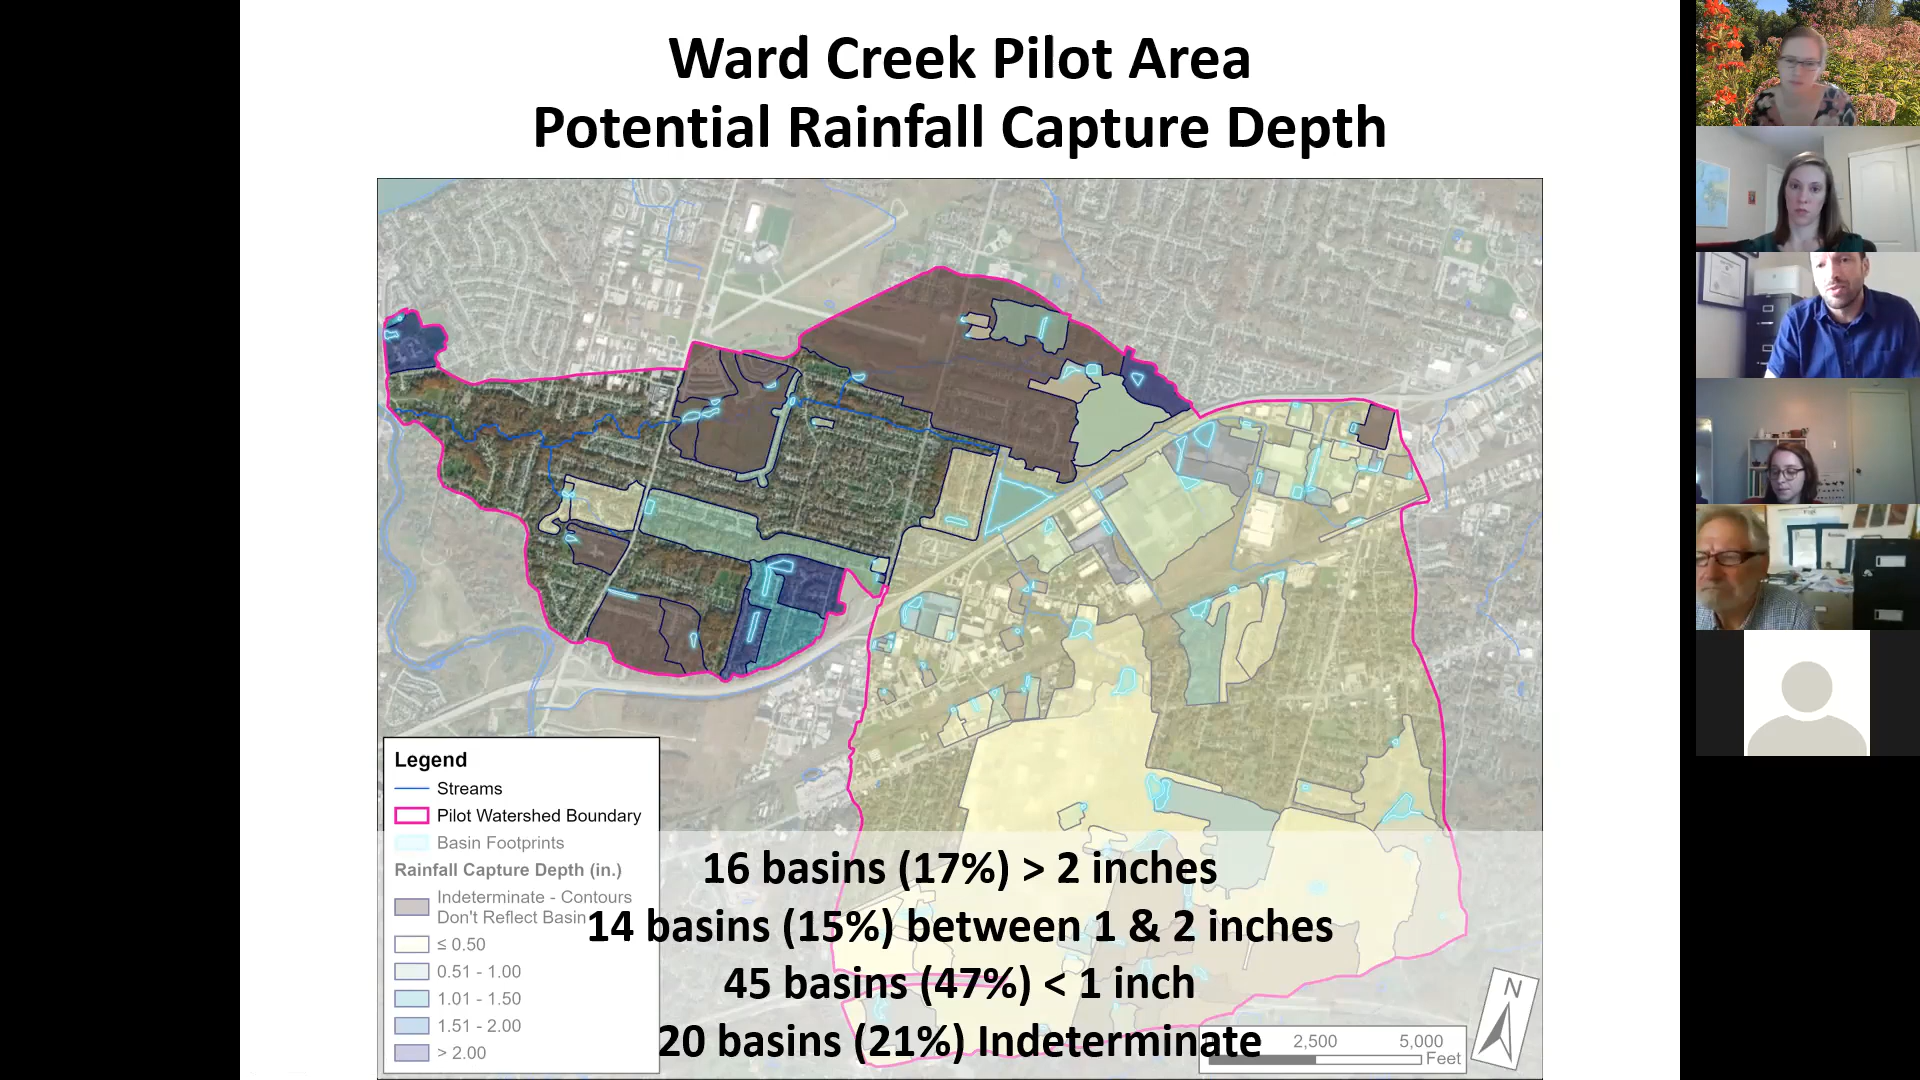 Ward Creek Pilot Area
Potential Rainfall Capture Depth
Legend
Streams
Pilot Watershed Boundary
Basin Footprints
Rainfall Capture Depth (in.)
Indeterminate - Contours
Don't Reflect Basin
≤ 0.50
0.51 - 1.00
1.01 - 1.50
1.51 - 2.00
> 2.00
16 basins (17%) > 2 inches
14 basins (15%) between 1 & 2 inches
45 basins (47%) < 1 inch
20 basins (21%) Indeterminate
2,500
5,000
Feet
N